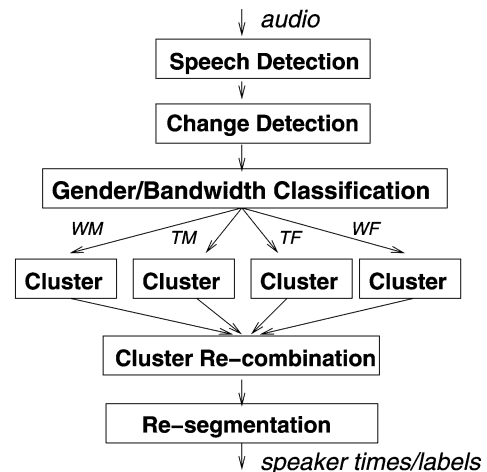 audio
Speech Detection
Change Detection
Gender/Bandwidth Classification
WM
TM
TF
WF
Cluster
Cluster
Cluster
Cluster
Cluster Re-combination
Re-segmentation
speaker times/labels